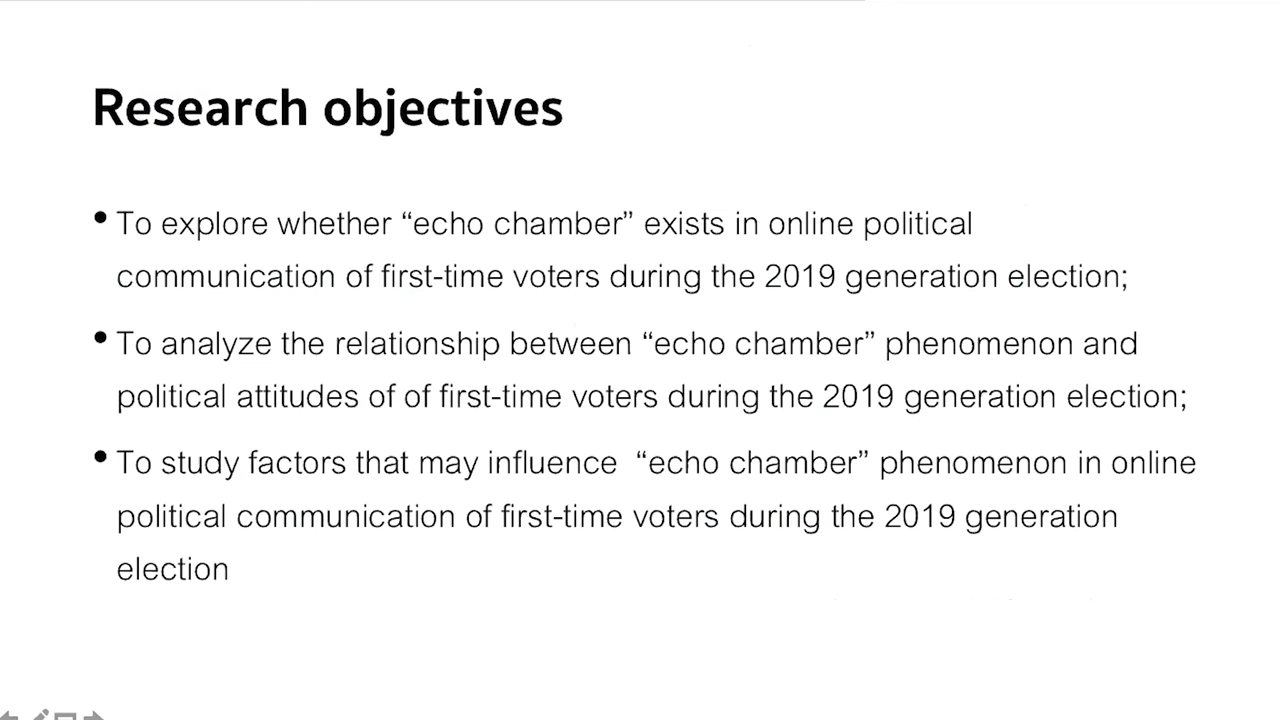 Research objectives
• To explore whether “echo chamber” exists in online political
communication of first-time voters during the 2019 generation election;
• To analyze the relationship between “echo chamber” phenomenon and
political attitudes of of first-time voters during the 2019 generation election;
• To study factors that may influence  “echo chamber” phenomenon in online
political communication of first-time voters during the 2019 generation
election